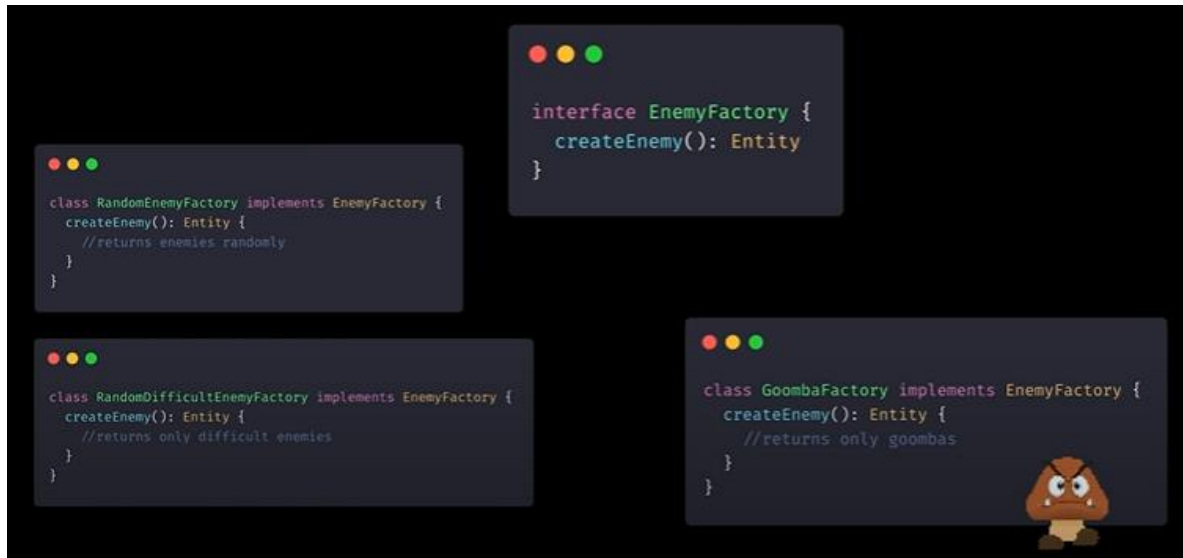 interface EnemyFactory {
createEnemy(): Entity
}
class RandomEnemyFactory implements EnemyFactory {
createEnemy(): Entity {
//returns enemies randomly
}
}
class RandomDifficultEnemyFactory implements EnemyFactory {
createEnemy(): Entity {
//returns only difficult enemies
}
}
class GoombaFactory implements EnemyFactory {
createEnemy(): Entity {
//returns only goombas
}
}